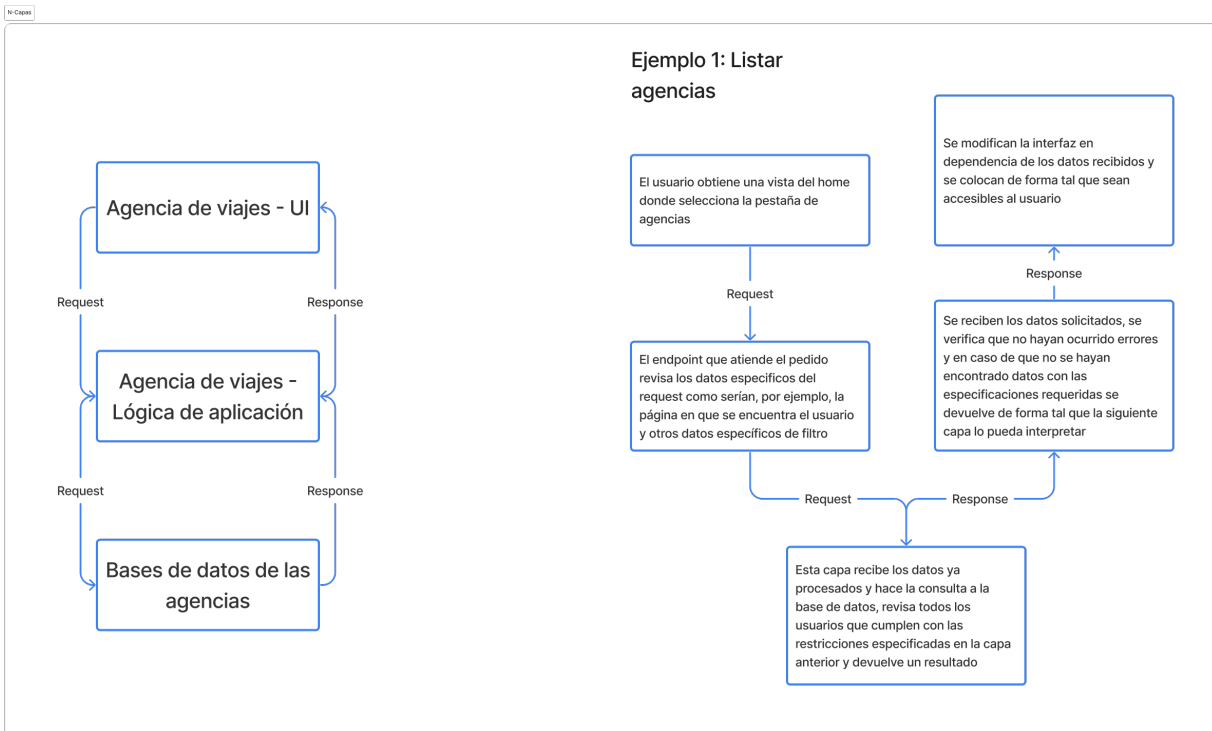 N-Capas
Agencia de viajes - UI
Request
Response
Agencia de viajes -
Lógica de aplicación
Request
Response
Bases de datos de las
agencias
Ejemplo 1: Listar
agencias
El usuario obtiene una vista del home
donde selecciona la pestaña de
agencias
Request
El endpoint que atiende el pedido
revisa los datos especificos del
request como serían, por ejemplo, la
página en que se encuentra el usuario
y otros datos específicos de filtro
Request
Response
Esta capa recibe los datos ya
procesados y hace la consulta a la
base de datos, revisa todos los
usuarios que cumplen con las
restricciones especificadas en la capa
anterior y devuelve un resultado
Se reciben los datos solicitados, se
verifica que no hayan ocurrido errores
y en caso de que no se hayan
encontrado datos con las
especificaciones requeridas se
devuelve de forma tal que la siguiente
capa lo pueda interpretar
Response
Se modifican la interfaz en
dependencia de los datos recibidos y
se colocan de forma tal que sean
accesibles al usuario